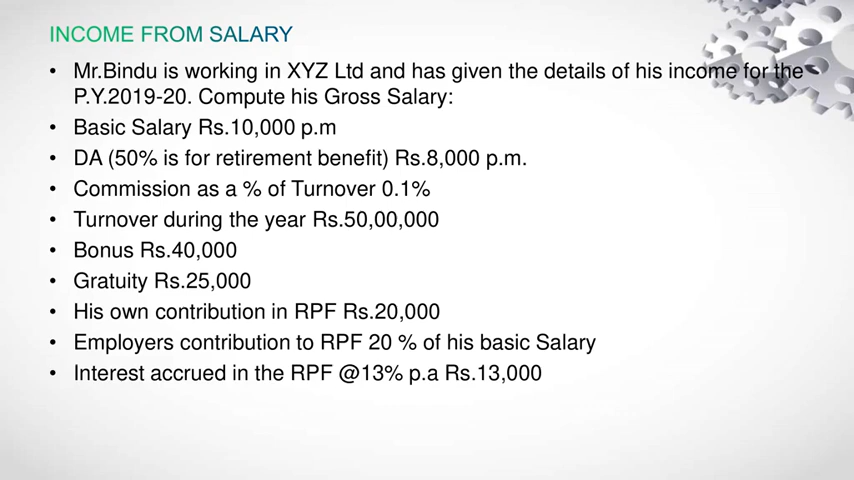 INCOME FROM SALARY
• Mr.Bindu is working in XYZ Ltd and has given the details of his income for the
P.Y.2019-20. Compute his Gross Salary:
• Basic Salary Rs.10,000 p.m
• DA (50% is for retirement benefit) Rs.8,000 p.m.
• Commission as a % of Turnover 0.1%
• Turnover during the year Rs.50,00,000
• Bonus Rs.40,000
• Gratuity Rs.25,000
• His own contribution in RPF Rs.20,000
• Employers contribution to RPF 20 % of his basic Salary
• Interest accrued in the RPF @13% p.a Rs.13,000